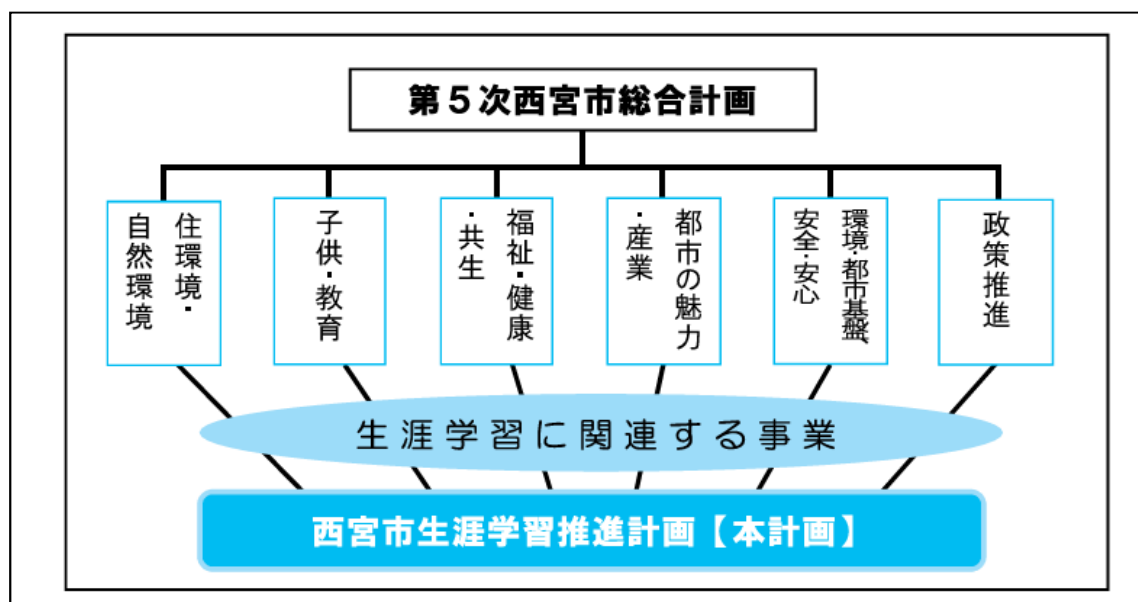 第５次西宮市総合計画
住環境・
自然環境
子供・教育
福祉・健康
・共生
都市の魅力
・産業
環境・都市基盤、
安全・安心
政策推進
生涯学習に関連する事業
西宮市生涯学習推進計画【本計画】